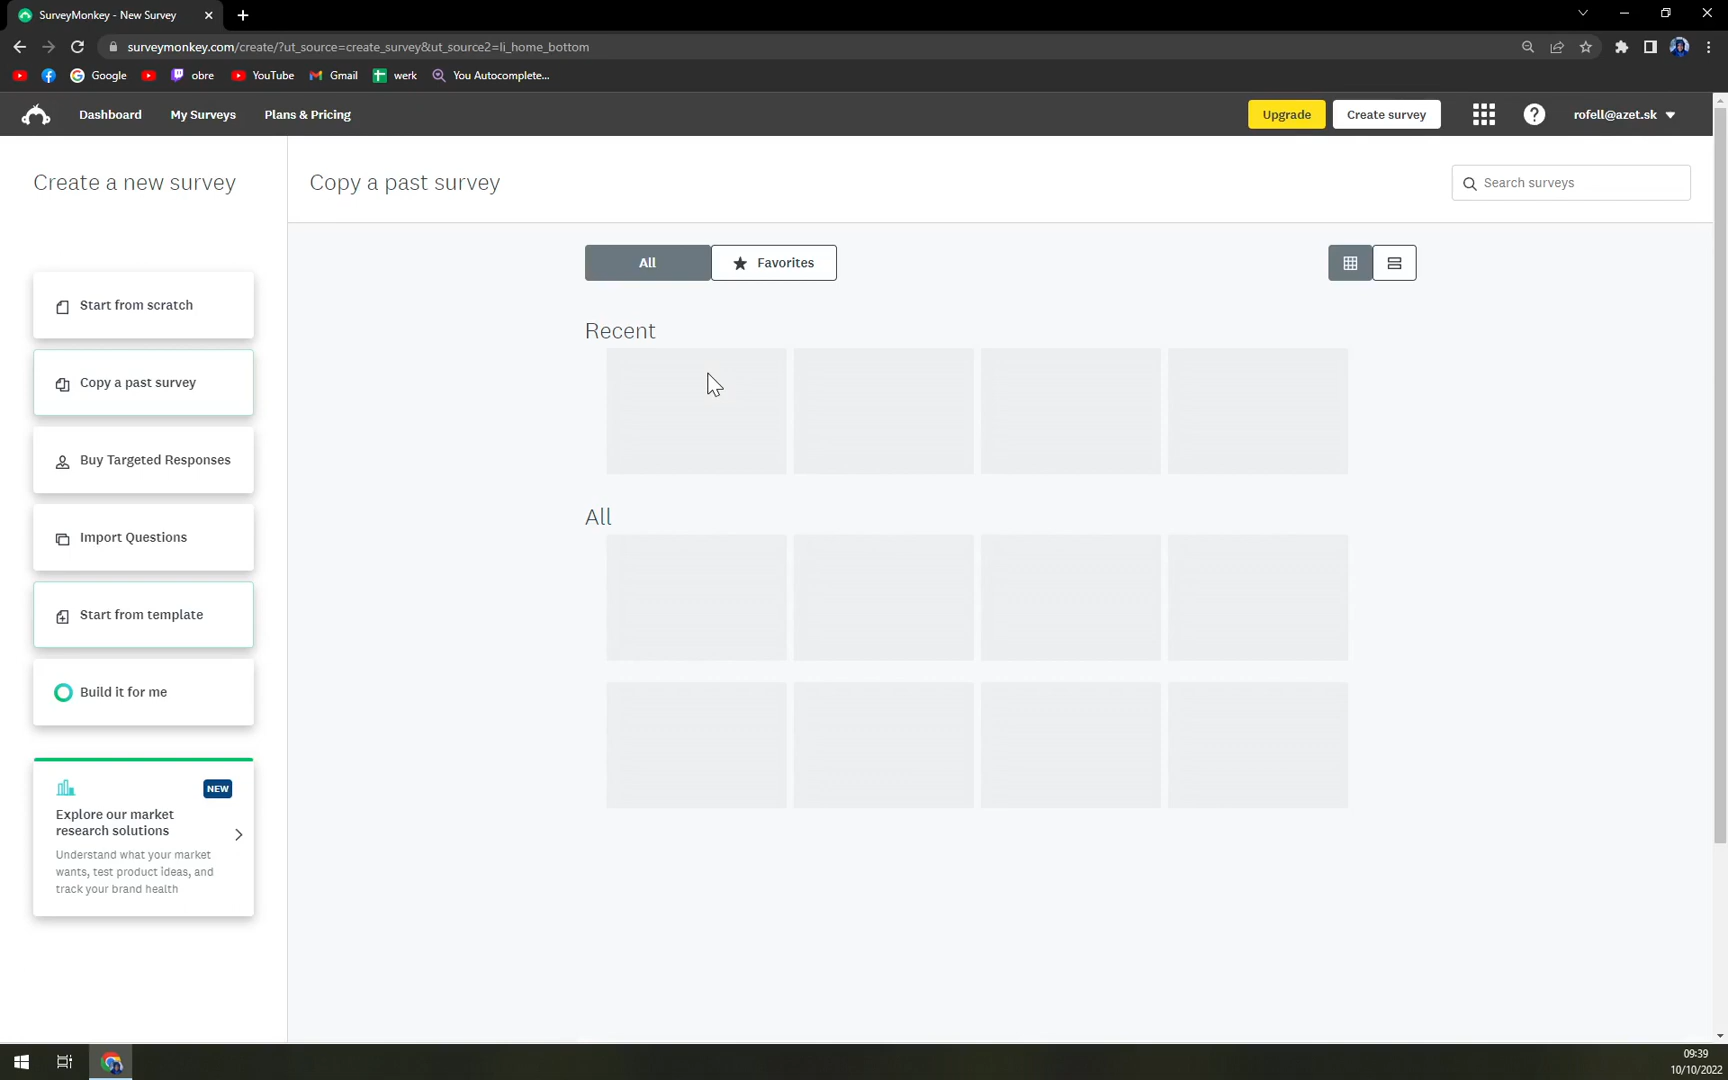 SurveyMonkey - New Survey
surveymonkey.com/create/?ut_source=create_survey&ut_source2=li_home_bottom
Google
obre
YouTube
Gmail
werk
You Autocomplete...
Dashboard
My Surveys
Plans & Pricing
Upgrade
Create survey
rofell@azet.sk
Create a new survey
Copy a past survey
Search surveys
All
Favorites
Start from scratch
Copy a past survey
Buy Targeted Responses
Import Questions
Start from template
Build it for me
NEW
Explore our market
research solutions
Understand what your market
wants, test product ideas, and
track your brand health
Recent
All
09:39
10/10/2022